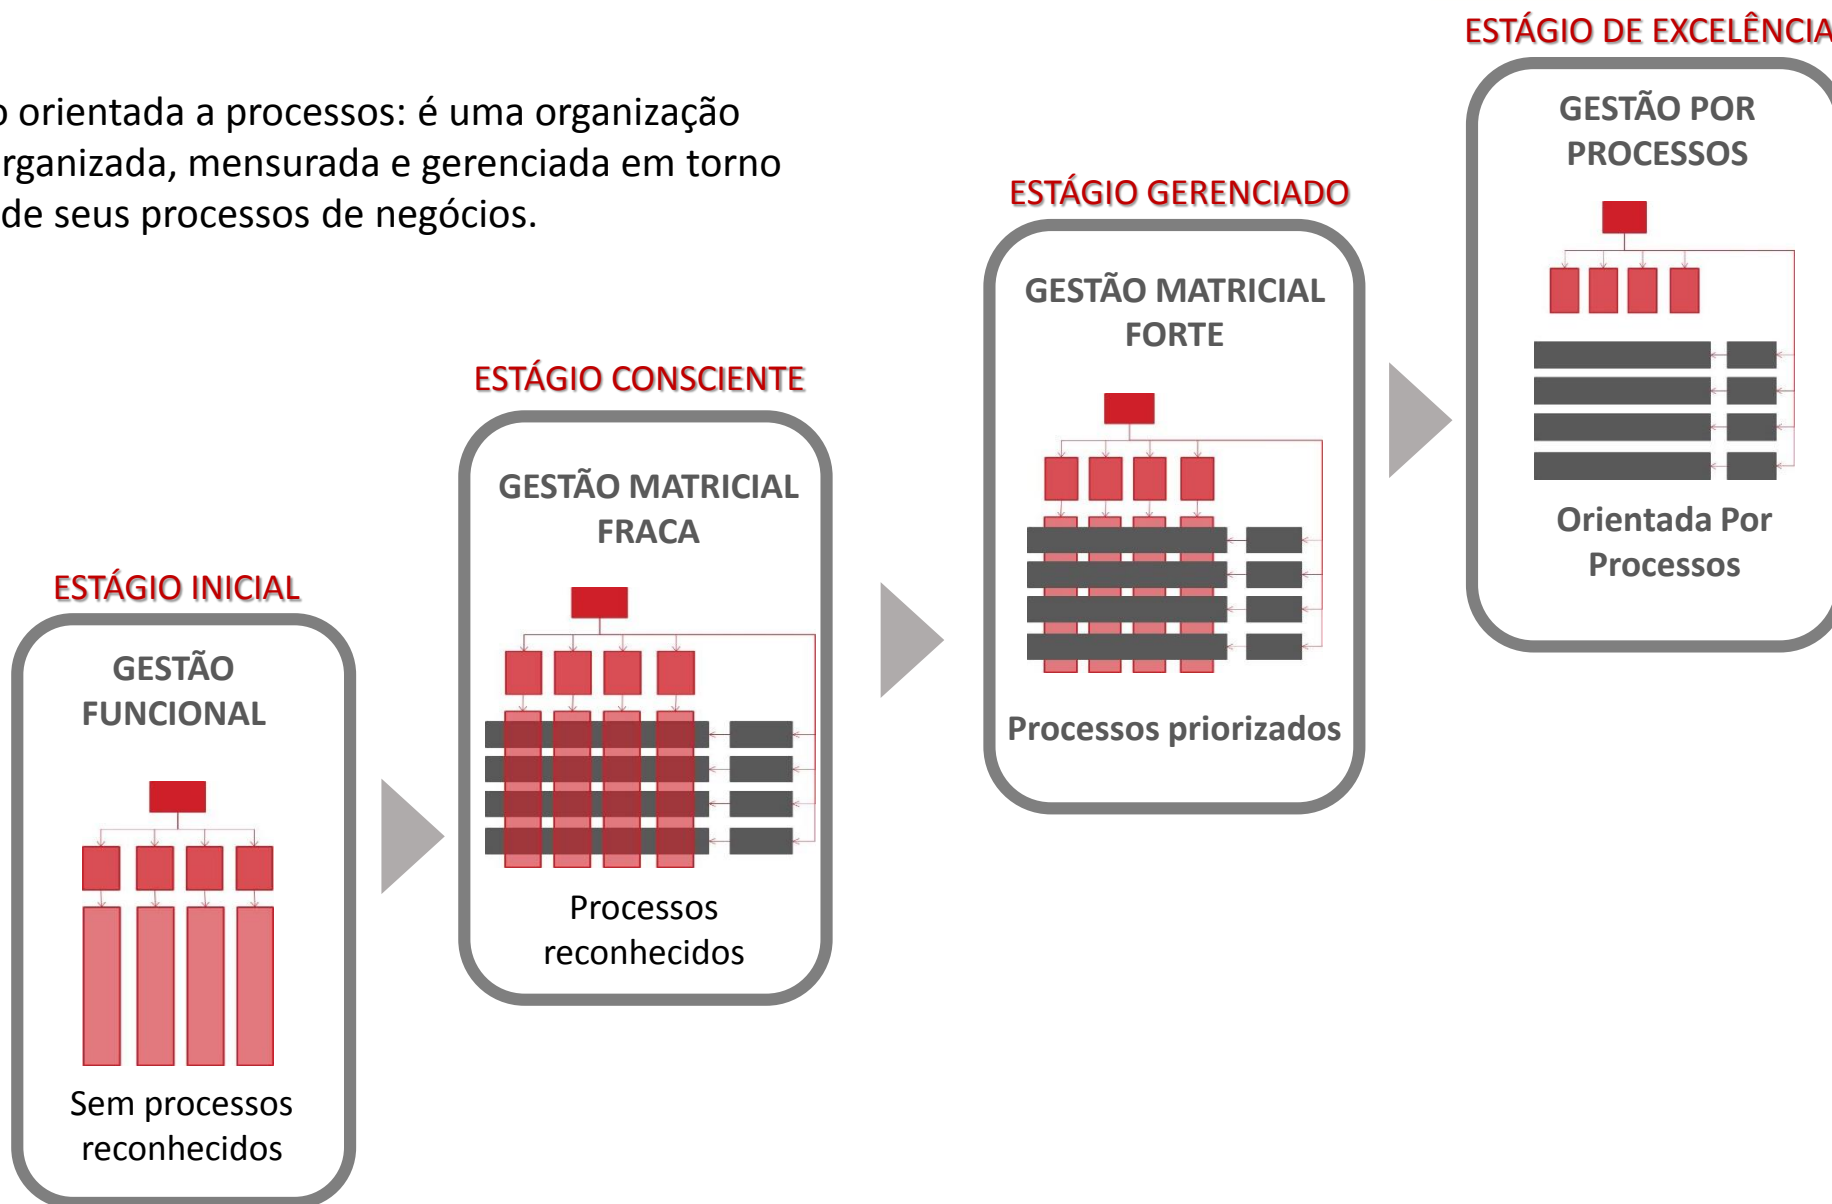 o orientada a processos: é uma organização
rganizada, mensurada e gerenciada em torno
de seus processos de negócios.
ESTÁGIO INICIAL
GESTÃO
FUNCIONAL
Sem processos
reconhecidos
ESTÁGIO CONSCIENTE
GESTÃO MATRICIAL
FRACA
Processos
reconhecidos
ESTÁGIO GERENCIADO
GESTÃO MATRICIAL
FORTE
Processos priorizados
ESTÁGIO DE EXCELÊNCIA
GESTÃO POR
PROCESSOS
Orientada Por
Processos